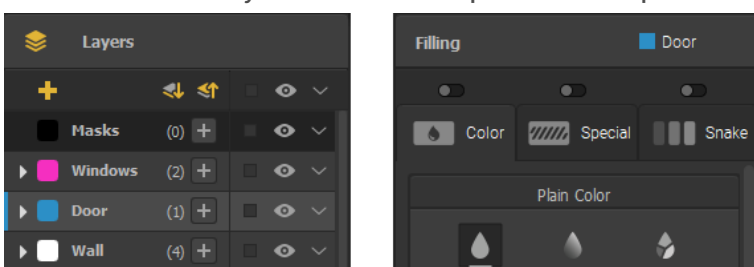 Layers
Masks (0)
Windows (2)
Door (1)
Wall (4)
Filling Door
Color Special Snake
Plain Color